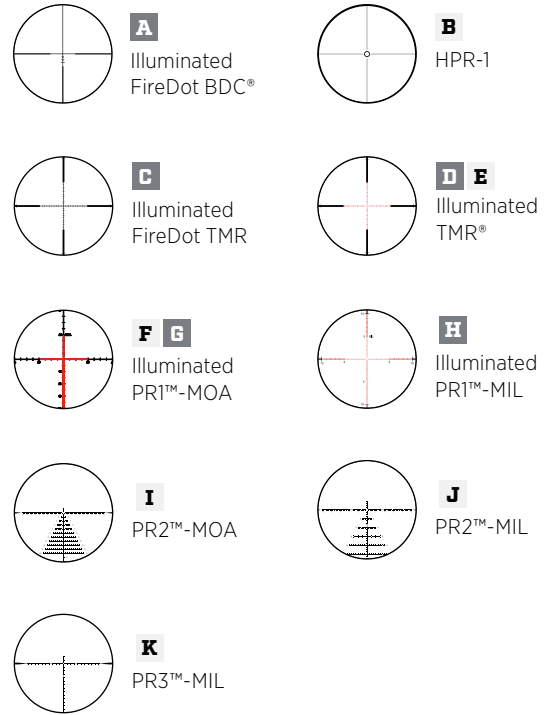 A
Illuminated
FireDot BDC®
B
HPR-1
C
Illuminated
FireDot TMR
D E
Illuminated
TMR®
F G
Illuminated
PR1™-MOA
H
Illuminated
PR1™-MIL
I
PR2™-MOA
J
PR2™-MIL
K
PR3™-MIL